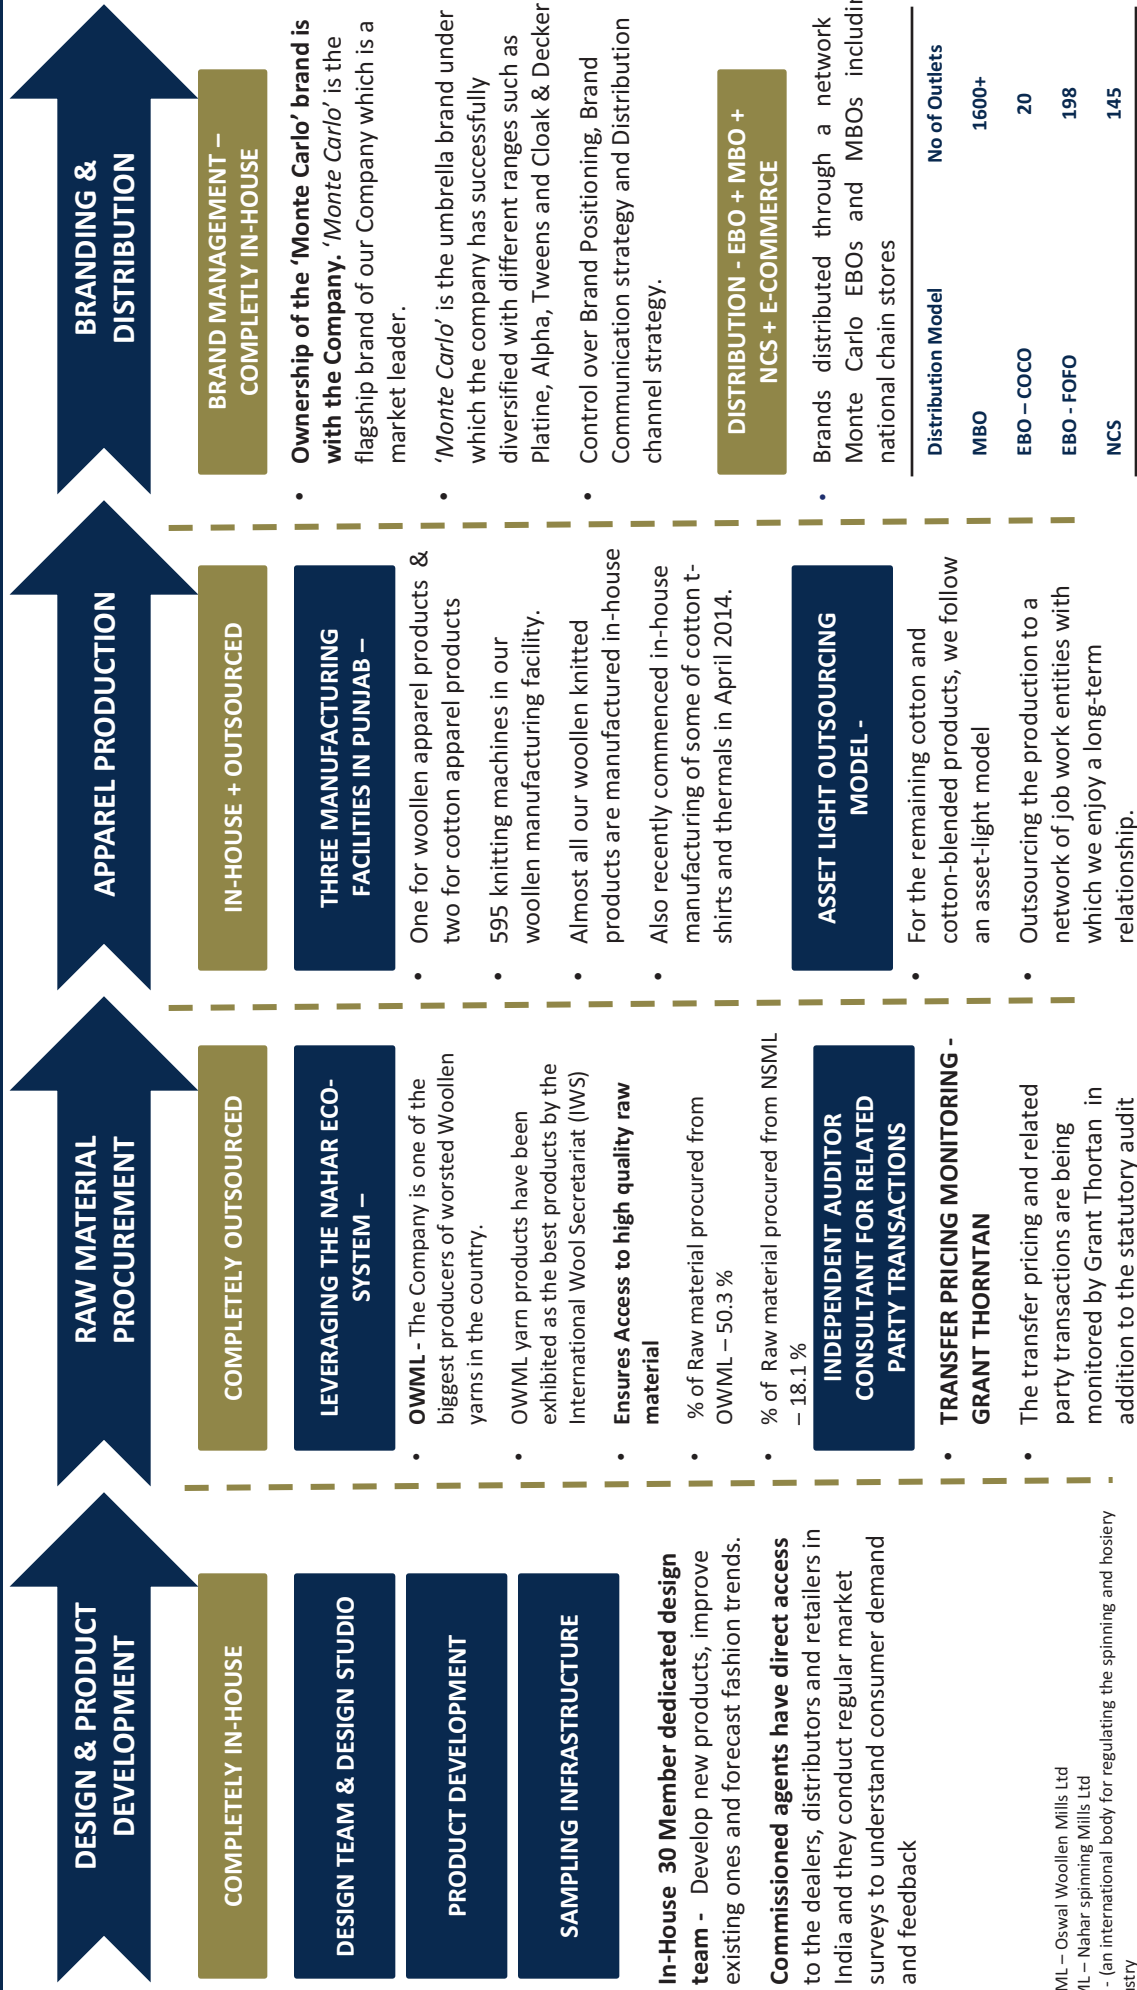 DESIGN & PRODUCT
DEVELOPMENT
COMPLETELY IN-HOUSE
DESIGN TEAM & DESIGN STUDIO
PRODUCT DEVELOPMENT
SAMPLING INFRASTRUCTURE
In-House 30 Member dedicated design
team - Develop new products, improve
existing ones and forecast fashion trends.
Commissioned agents have direct access
to the dealers, distributors and retailers in
India and they conduct regular market
surveys to understand consumer demand
and feedback
ML – Oswal Woollen Mills Ltd
ML – Nahar spinning Mills Ltd
- (an international body for regulating the spinning and hosiery
ustry
RAW MATERIAL
PROCUREMENT
COMPLETELY OUTSOURCED
LEVERAGING THE NAHAR ECO-
SYSTEM –
• OWML - The Company is one of the
biggest producers of worsted Woollen
yarns in the country.
• OWML yarn products have been
exhibited as the best products by the
International Wool Secretariat (IWS)
• Ensures Access to high quality raw
material
• % of Raw material procured from
OWML – 50.3 %
• % of Raw material procured from NSML
– 18.1 %
INDEPENDENT AUDITOR
CONSULTANT FOR RELATED
PARTY TRANSACTIONS
• TRANSFER PRICING MONITORING -
GRANT THORNTAN
• The transfer pricing and related
party transactions are being
monitored by Grant Thortan in
addition to the statutory audit
APPAREL PRODUCTION
IN-HOUSE + OUTSOURCED
THREE MANUFACTURING
FACILITIES IN PUNJAB –
• One for woollen apparel products &
two for cotton apparel products
• 595 knitting machines in our
woollen manufacturing facility.
• Almost all our woollen knitted
products are manufactured in-house
• Also recently commenced in-house
manufacturing of some of cotton t-
shirts and thermals in April 2014.
ASSET LIGHT OUTSOURCING
MODEL -
• For the remaining cotton and
cotton-blended products, we follow
an asset-light model
• Outsourcing the production to a
network of job work entities with
which we enjoy a long-term
relationship.
BRANDING &
DISTRIBUTION
BRAND MANAGEMENT –
COMPLETLY IN-HOUSE
• Ownership of the ‘Monte Carlo’ brand is
with the Company. ‘Monte Carlo’ is the
flagship brand of our Company which is a
market leader.
• ‘Monte Carlo’ is the umbrella brand under
which the company has successfully
diversified with different ranges such as
Platine, Alpha, Tweens and Cloak & Decker
• Control over Brand Positioning, Brand
Communication strategy and Distribution
channel strategy.
DISTRIBUTION - EBO + MBO +
NCS + E-COMMERCE
• Brands distributed through a network
Monte Carlo EBOs and MBOs includin
national chain stores
Distribution Model No of Outlets
MBO 1600+
EBO – COCO 20
EBO - FOFO 198
NCS 145